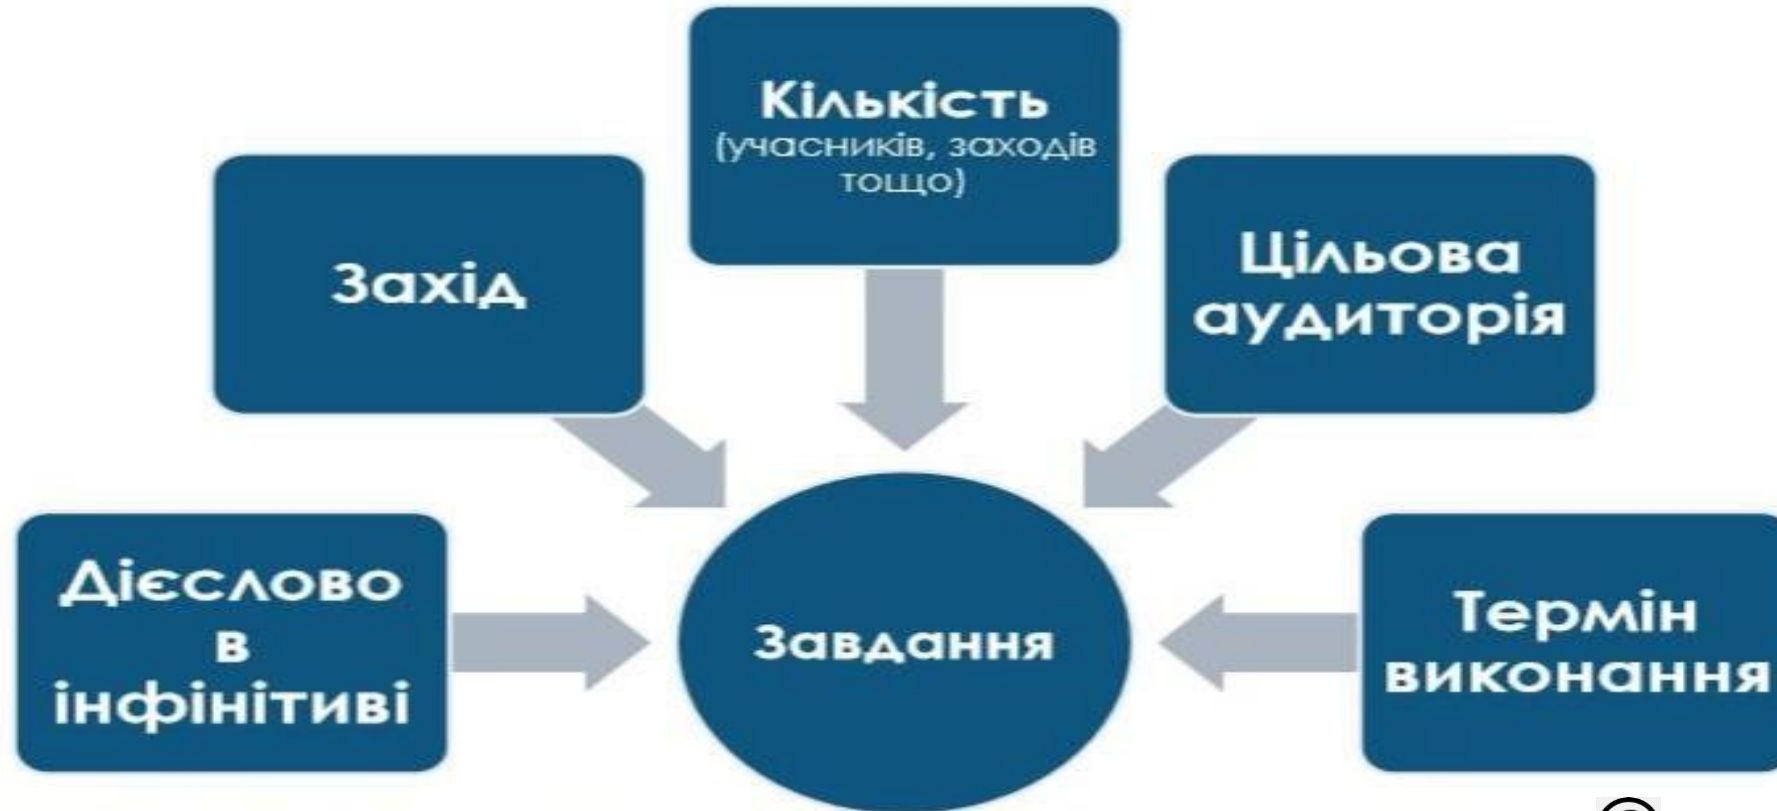 Кількість
(учасників, заходів
тощо)
Захід
Цільова
аудиторія
Дієслово
в
інфінітиві
Завдання
Термін
виконання